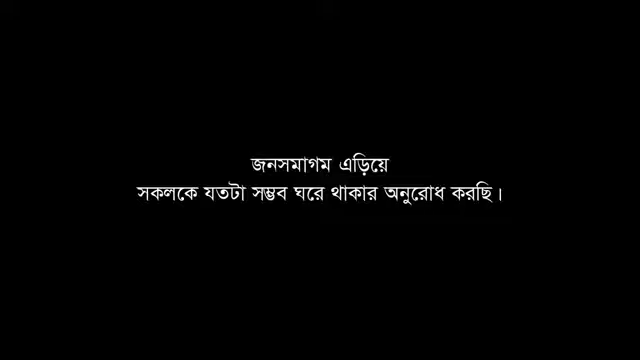 জনসমাগম এড়িয়ে
সকলকে যতটা সম্ভব ঘরে থাকার অনুরোধ করছি।